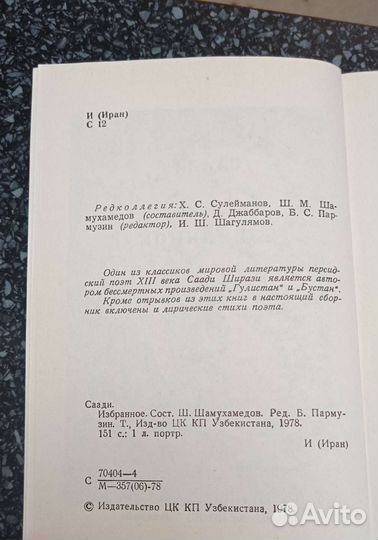 И (Иран)
С 12
Редколлегия: Х. С. Сулейманов, Ш. М. Ша-
мухамедов (составитель), Д. Джаббаров, Б. С. Пар-
музин (редактор), И. Ш. Шагулямов.
Один из классиков мировой литературы персид-
ский поэт XIII века Саади Ширази является авто-
ром бессмертных произведений „Гулистан" и „Бустан".
Кроме отрывков из этих книг в настоящий сбор-
ник включены и лирические стихи поэта.
Саади.
Избранное. Сост. Ш. Шамухамедов. Ред. Б. Парму-
зин. Т., Изд-во ЦК КП Узбекистана, 1978.
151 с.: 1 л. портр.
И (Иран)
С 70404—4
М—357(06)-78
© Издательство ЦК КП Узбекистана, 1978.
Avito